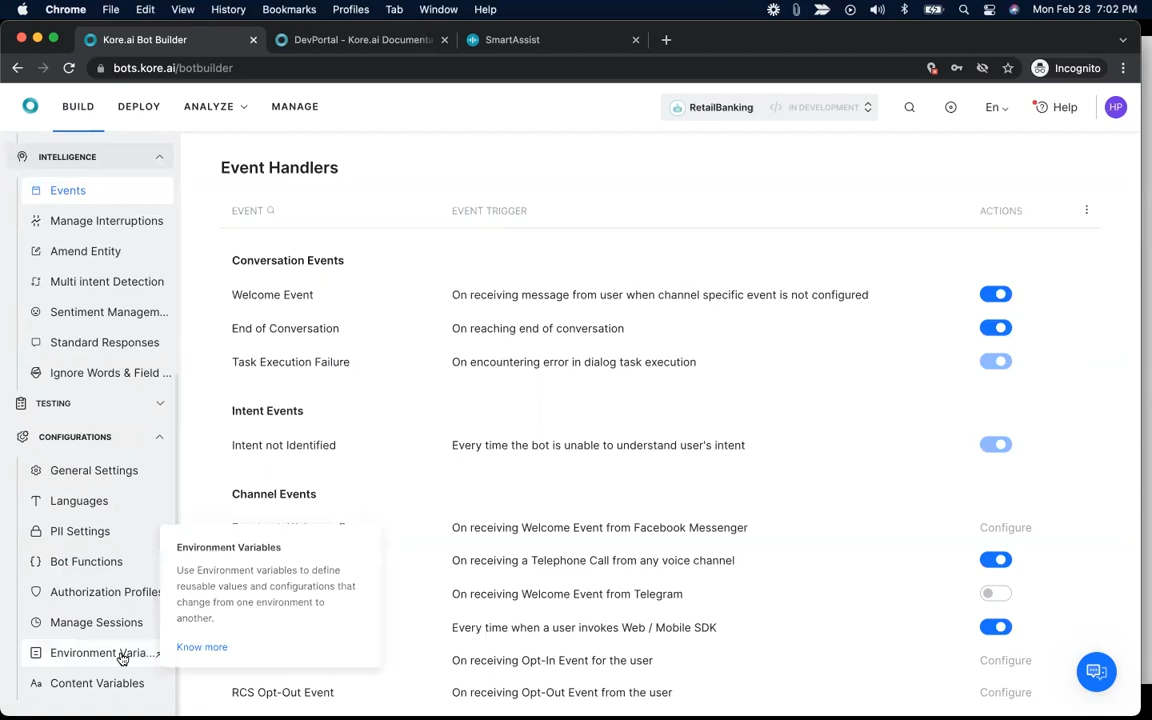 Chrome File Edit View History Bookmarks Profiles Tab Window Help Mon Feb 28 7:02 PM
Kore.ai Bot Builder
DevPortal - Kore.ai Documenta
SmartAssist
bots.kore.ai/botbuilder
Incognito
BUILD DEPLOY ANALYZE MANAGE
RetailBanking </> IN DEVELOPMENT
En
Help
HP
INTELLIGENCE
Events
Manage Interruptions
Amend Entity
Multi intent Detection
Sentiment Managem...
Standard Responses
Ignore Words & Field ...
TESTING
CONFIGURATIONS
General Settings
Languages
PII Settings
{} Bot Functions
Authorization Profiles
Manage Sessions
Environment Varia...
Aa Content Variables
Environment Variables
Use Environment variables to define
reusable values and configurations that
change from one environment to
another.
Know more
Event Handlers
EVENT EVENT TRIGGER ACTIONS
Conversation Events
Welcome Event On receiving message from user when channel specific event is not configured
End of Conversation On reaching end of conversation
Task Execution Failure On encountering error in dialog task execution
Intent Events
Intent not Identified Every time the bot is unable to understand user's intent
Channel Events
On receiving Welcome Event from Facebook Messenger Configure
On receiving a Telephone Call from any voice channel
On receiving Welcome Event from Telegram
Every time when a user invokes Web / Mobile SDK
On receiving Opt-In Event for the user Configure
RCS Opt-Out Event On receiving Opt-Out Event from the user Configure